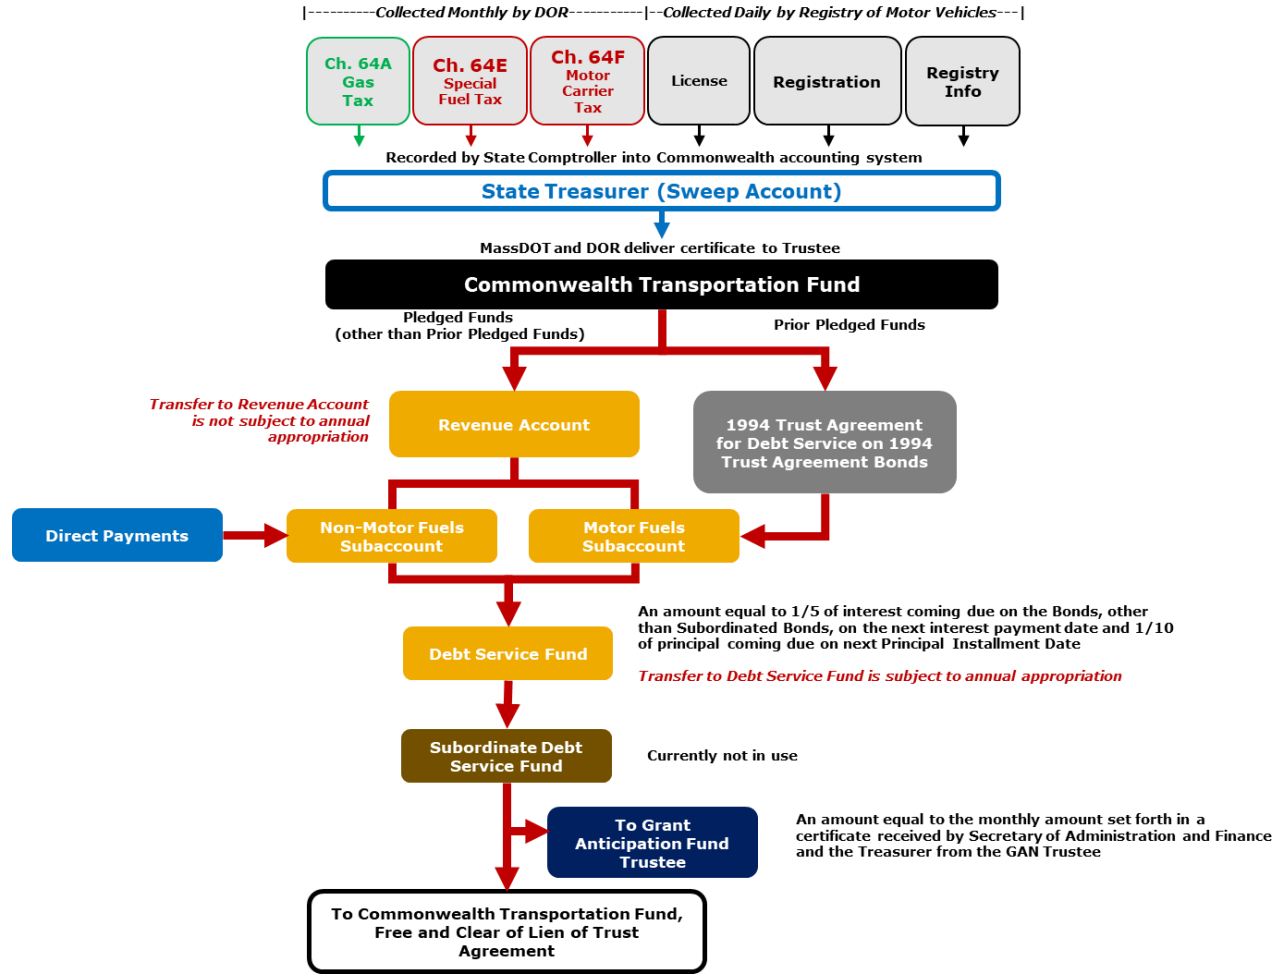 |----------Collected Monthly by DOR-----------|--Collected Daily by Registry of Motor Vehicles---|
Ch. 64A
Gas
Tax
Ch. 64E
Special
Fuel Tax
Ch. 64F
Motor
Carrier
Tax
License
Registration
Registry
Info
Recorded by State Comptroller into Commonwealth accounting system
State Treasurer (Sweep Account)
MassDOT and DOR deliver certificate to Trustee
Commonwealth Transportation Fund
Pledged Funds
(other than Prior Pledged Funds)
Prior Pledged Funds
Transfer to Revenue Account
is not subject to annual
appropriation
Revenue Account
1994 Trust Agreement
for Debt Service on 1994
Trust Agreement Bonds
Direct Payments
Non-Motor Fuels
Subaccount
Motor Fuels
Subaccount
Debt Service Fund
An amount equal to 1/5 of interest coming due on the Bonds, other
than Subordinated Bonds, on the next interest payment date and 1/10
of principal coming due on next Principal Installment Date
Transfer to Debt Service Fund is subject to annual appropriation
Subordinate Debt
Service Fund
Currently not in use
To Grant
Anticipation Fund
Trustee
An amount equal to the monthly amount set forth in a
certificate received by Secretary of Administration and Finance
and the Treasurer from the GAN Trustee
To Commonwealth Transportation Fund,
Free and Clear of Lien of Trust
Agreement